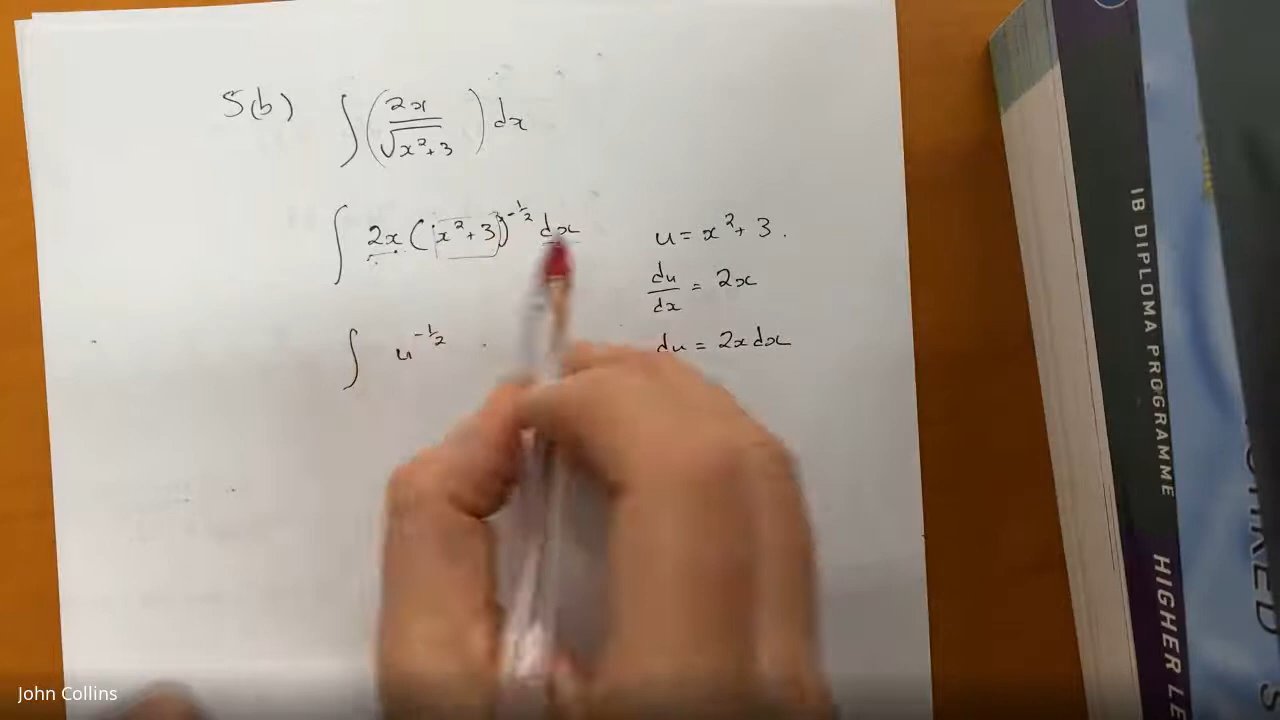 5(b) ∫(2x/√x²+3) dx
∫ 2x (x²+3)^-1/2 dx
u = x²+3.
du/dx = 2x
∫ u^-1/2
du = 2x dx
IB DIPLOMA PROGRAMME
HIGHER LE
John Collins